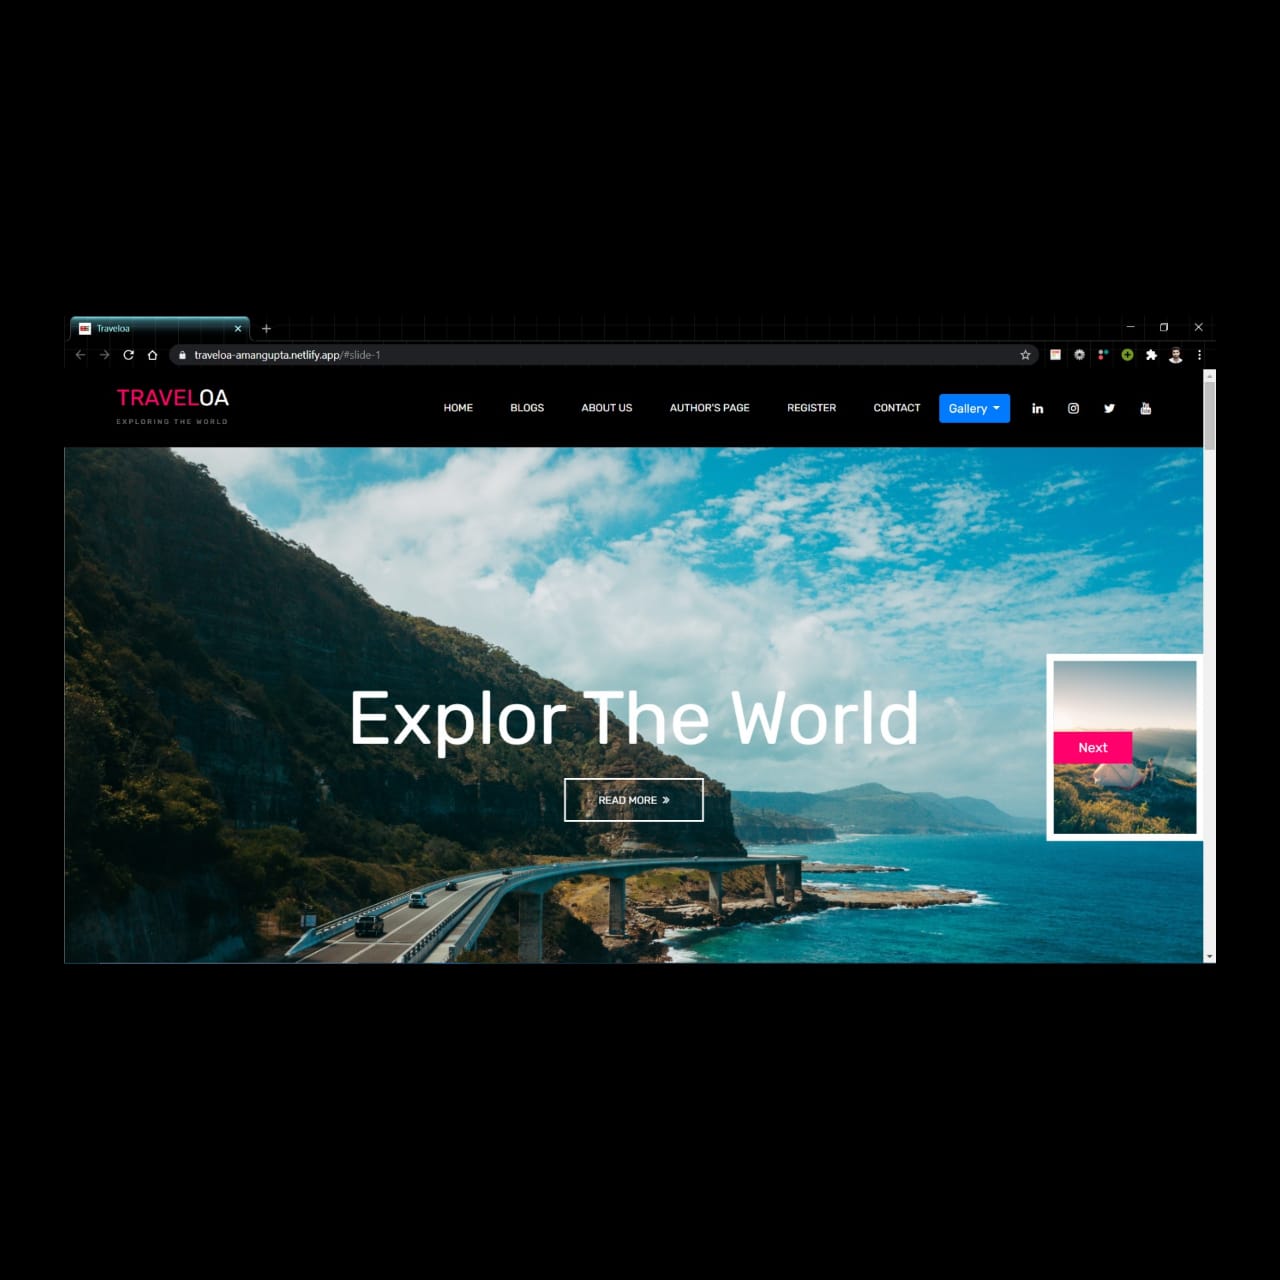 Traveloa
traveloa-amangupta.netlify.app/#slide-1
TRAVELOA
EXPLORING THE WORLD
HOME BLOGS ABOUT US AUTHOR'S PAGE REGISTER CONTACT Gallery
Explor The World
Next
READ MORE »